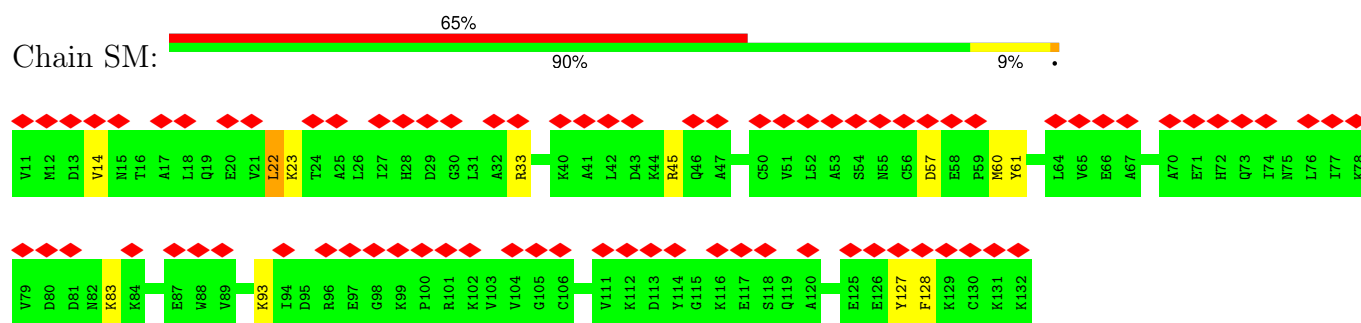 65%
Chain SM:
90% 9% •
V11 M12 D13 V14 N15 T16 A17 L18 Q19 E20 V21 L22 K23 T24 A25 L26 I27 H28 D29 G30 L31 A32 R33 K40 A41 L42 D43 K44 R45 Q46 A47 C50 V51 L52 A53 S54 N55 C56 D57 E58 P59 M60 Y61 L64 V65 E66 A67 A70 E71 H72 Q73 I74 N75 L76 I77 K78
V79 D80 D81 N82 K83 K84 E87 W88 V89 K93 I94 D95 R96 E97 G98 K99 P100 R101 K102 V103 V104 G105 C106 V111 K112 D113 Y114 G115 K116 E117 S118 Q119 A120 E125 E126 Y127 F128 K129 C130 K131 K132